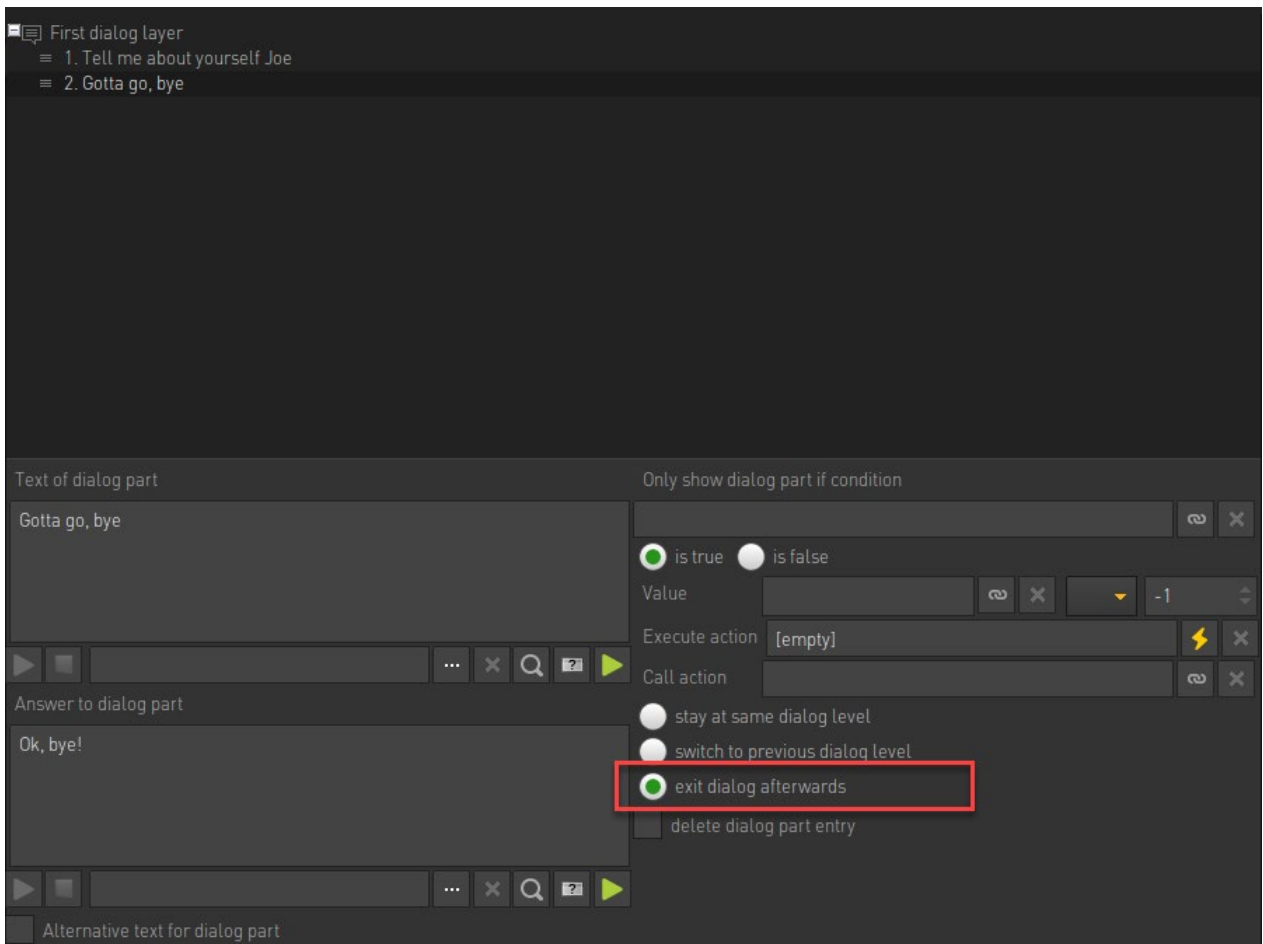 First dialog layer
1. Tell me about yourself Joe
2. Gotta go, bye
Text of dialog part
Gotta go, bye
Answer to dialog part
Ok, bye!
Alternative text for dialog part
Only show dialog part if condition
is true is false
Value -1
Execute action [empty]
Call action
stay at same dialog level
switch to previous dialog level
exit dialog afterwards
delete dialog part entry